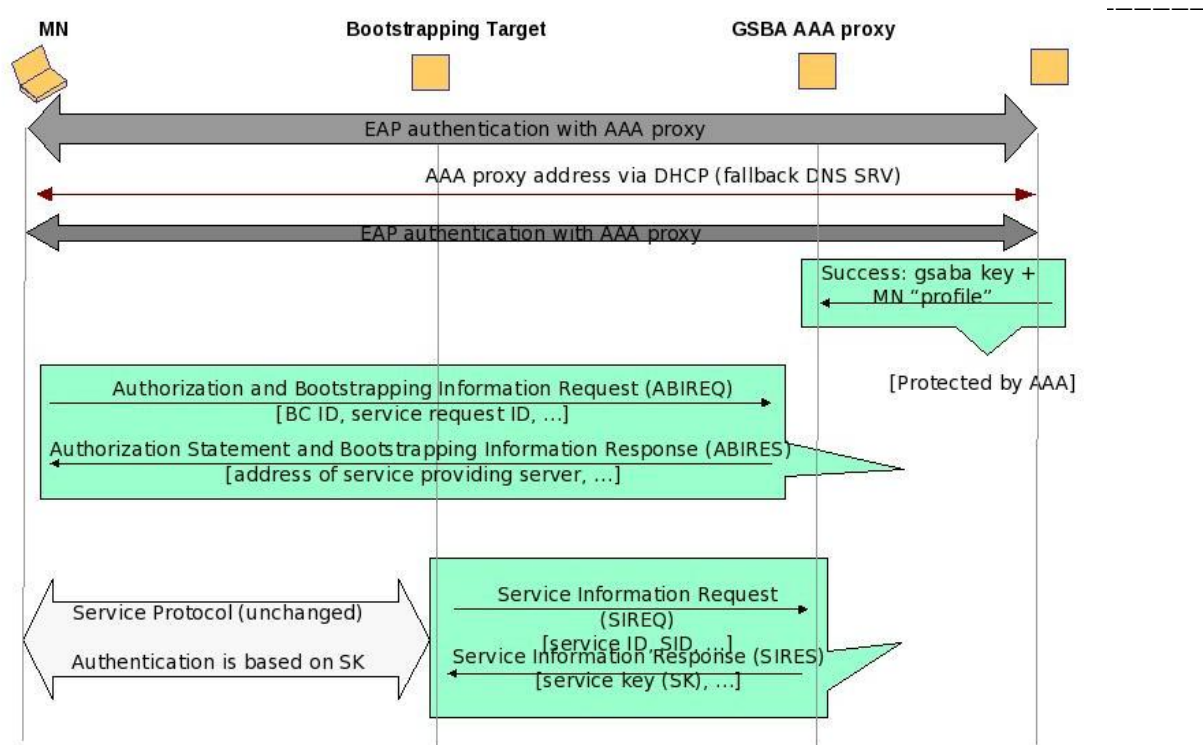 MN
Bootstrapping Target
GSBA AAA proxy
EAP authentication with AAA proxy
AAA proxy address via DHCP (fallback DNS SRV)
EAP authentication with AAA proxy
Success: gsaba key +
MN “profile”
[Protected by AAA]
Authorization and Bootstrapping Information Request (ABIREQ)
[BC ID, service request ID, ...]
Authorization Statement and Bootstrapping Information Response (ABIRES)
[address of service providing server, ...]
Service Protocol (unchanged)
Authentication is based on SK
Service Information Request
(SIREQ)
[service ID, SID, ...]
Service Information Response (SIRES)
[service key (SK), ...]